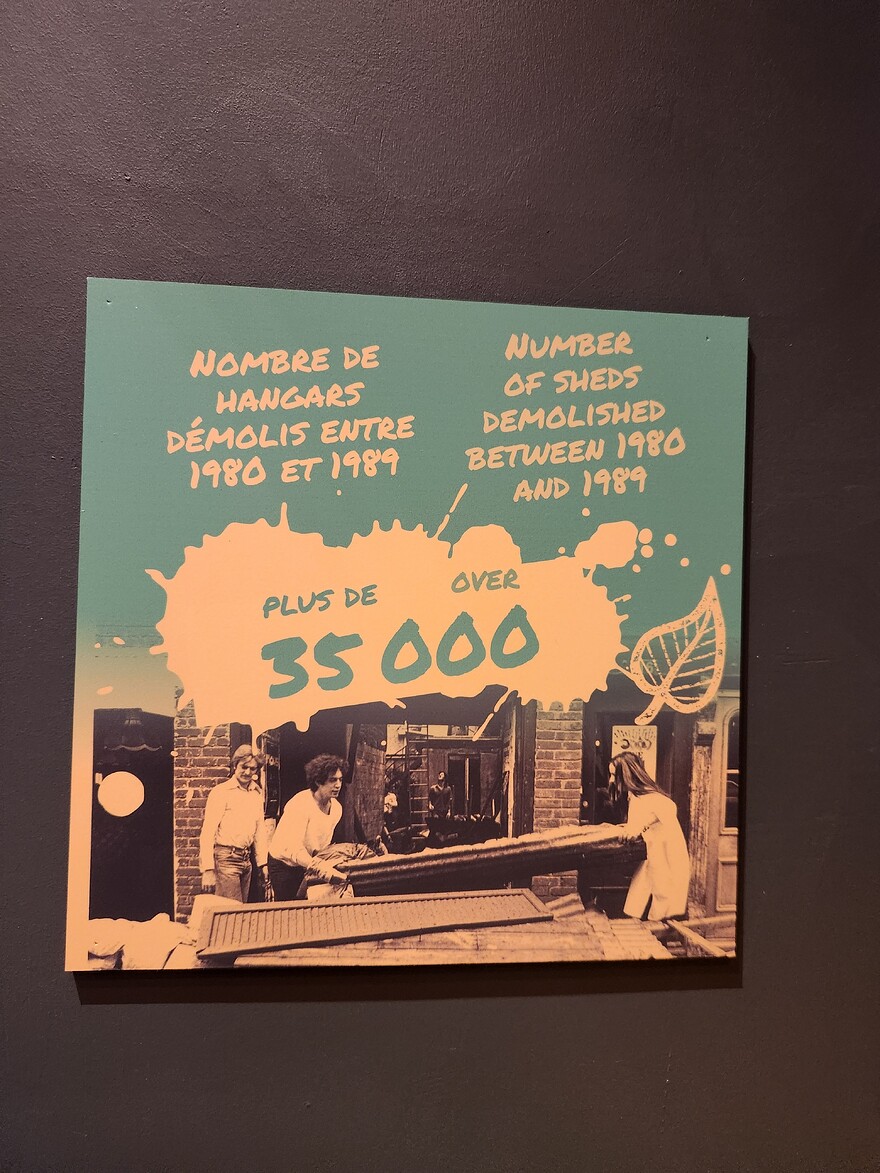 Nombre de
hangars
démolis entre
1980 et 1989
Number
of sheds
demolished
between 1980
and 1989
plus de
over
35 000